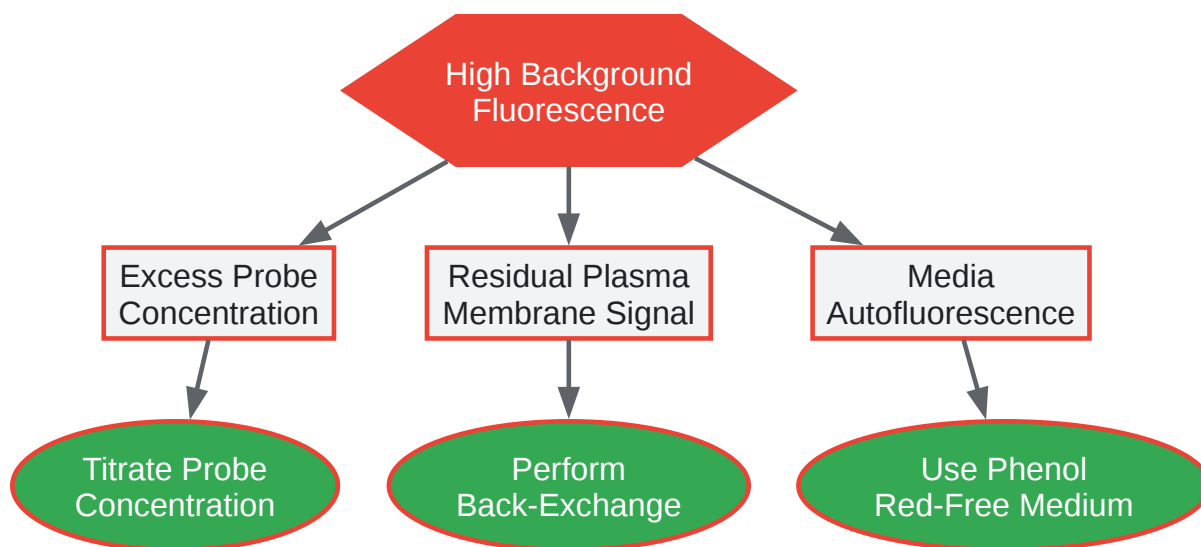 High Background
Fluorescence
Excess Probe
Concentration
Residual Plasma
Membrane Signal
Media
Autofluorescence
Titrate Probe
Concentration
Perform
Back-Exchange
Use Phenol
Red-Free Medium